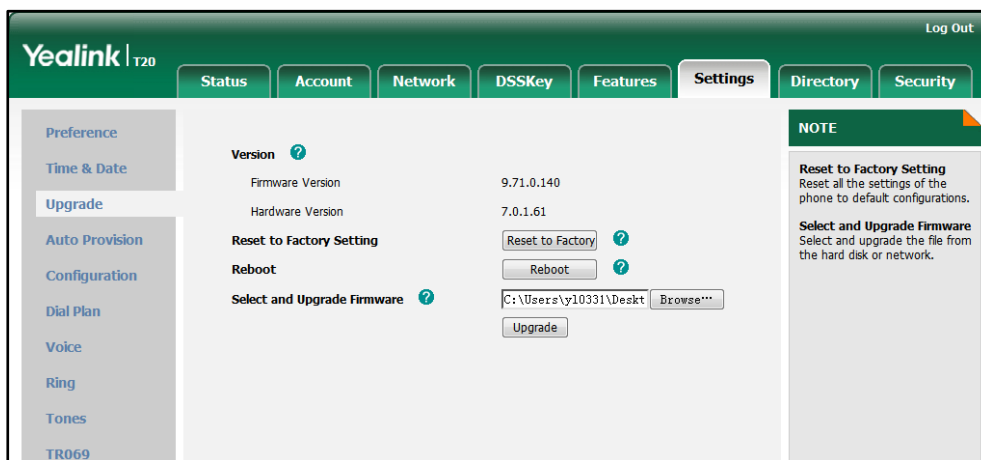 Log Out
Yealink T20
Status Account Network DSSKey Features Settings Directory Security
Preference
Time & Date
Upgrade
Auto Provision
Configuration
Dial Plan
Voice
Ring
Tones
TR069
Version ?
Firmware Version 9.71.0.140
Hardware Version 7.0.1.61
Reset to Factory Setting Reset to Factory ?
Reboot Reboot ?
Select and Upgrade Firmware ? C:\Users\yl0331\Deskt Browse···
Upgrade
NOTE
Reset to Factory Setting
Reset all the settings of the
phone to default configurations.
Select and Upgrade Firmware
Select and upgrade the file from
the hard disk or network.